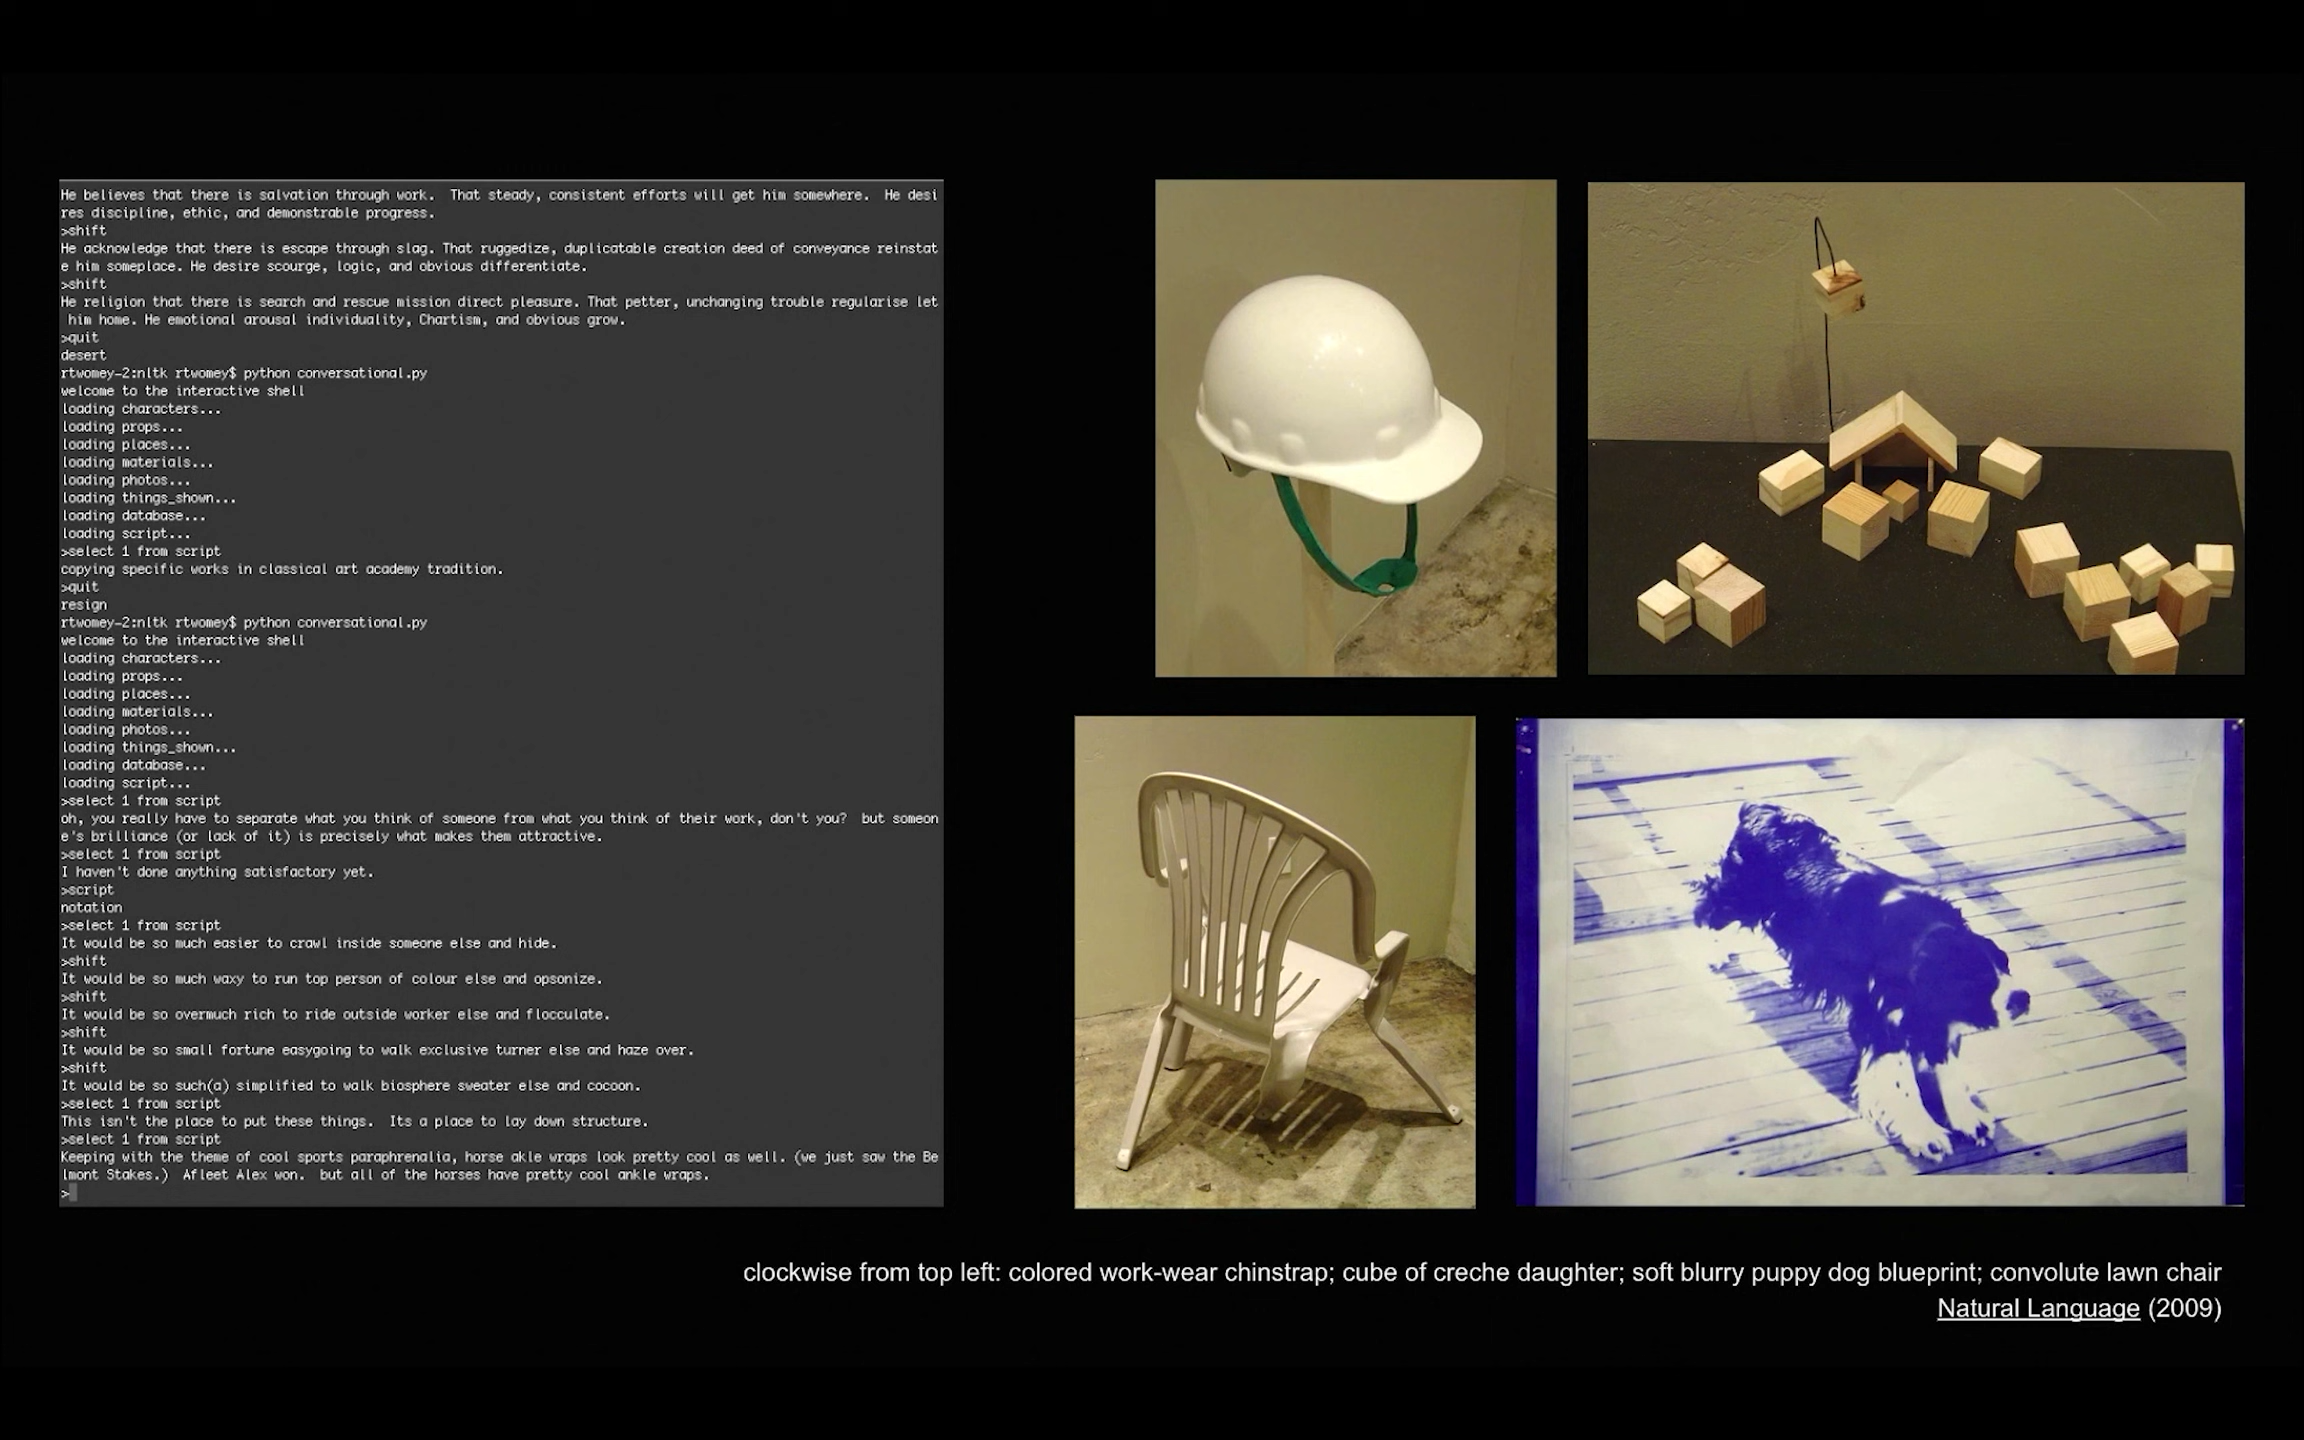 He believes that there is salvation through work.  That steady, consistent efforts will get him somewhere.  He desi
res discipline, ethic, and demonstrable progress.
>shift
He acknowledge that there is escape through slag. That ruggedize, duplicatable creation deed of conveyance reinstat
e him someplace. He desire scourge, logic, and obvious differentiate.
>shift
He religion that there is search and rescue mission direct pleasure. That petter, unchanging trouble regularise let
 him home. He emotional arousal individuality, Chartism, and obvious grow.
>quit
desert
rtwomey-2:nltk rtwomey$ python conversational.py
welcome to the interactive shell
loading characters...
loading props...
loading places...
loading materials...
loading photos...
loading things_shown...
loading database...
loading script...
>select 1 from script
copying specific works in classical art academy tradition.
>quit
resign
rtwomey-2:nltk rtwomey$ python conversational.py
welcome to the interactive shell
loading characters...
loading props...
loading places...
loading materials...
loading photos...
loading things_shown...
loading database...
loading script...
>select 1 from script
oh, you really have to separate what you think of someone from what you think of their work, don't you?  but someon
e's brilliance (or lack of it) is precisely what makes them attractive.
>select 1 from script
I haven't done anything satisfactory yet.
>script
notation
>select 1 from script
It would be so much easier to crawl inside someone else and hide.
>shift
It would be so much waxy to run top person of colour else and opsonize.
>shift
It would be so overmuch rich to ride outside worker else and flocculate.
>shift
It would be so small fortune easygoing to walk exclusive turner else and haze over.
>shift
It would be so such(a) simplified to walk biosphere sweater else and cocoon.
>select 1 from script
This isn't the place to put these things.  Its a place to lay down structure.
>select 1 from script
Keeping with the theme of cool sports paraphrenalia, horse akle wraps look pretty cool as well. (we just saw the Be
lmont Stakes.)  Afleet Alex won.  but all of the horses have pretty cool ankle wraps.
>
clockwise from top left: colored work-wear chinstrap; cube of creche daughter; soft blurry puppy dog blueprint; convolute lawn chair
Natural Language (2009)